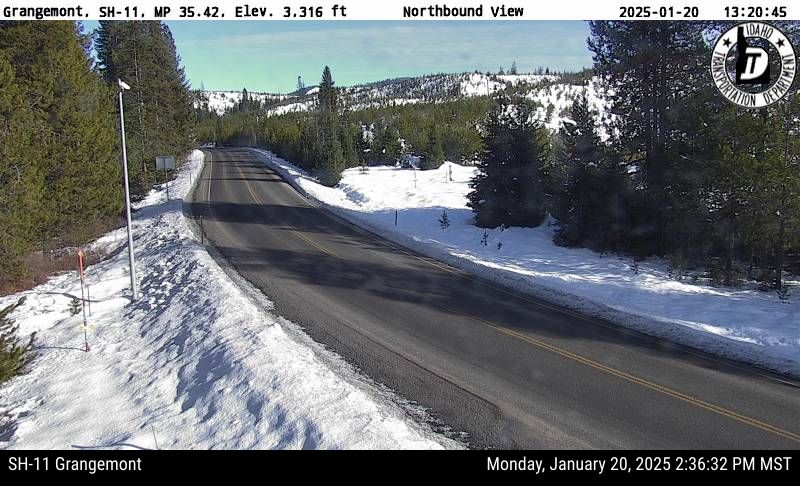 Grangemont, SH-11, MP 35.42, Elev. 3,316 ft Northbound View 2025-01-20 13:20:45
IDAHO
TRANSPORTATION DEPARTMENT
SH-11 Grangemont Monday, January 20, 2025 2:36:32 PM MST